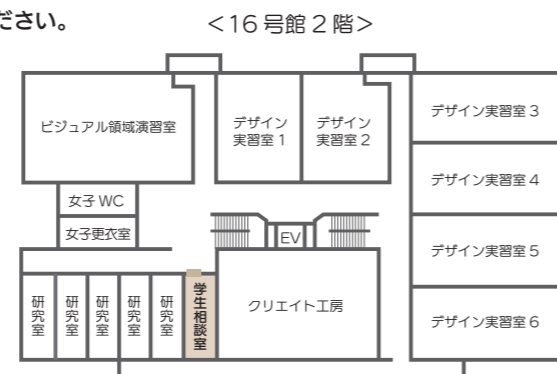 ださい。
＜16号館2階＞
ビジュアル領域演習室
デザイン
実習室1
デザイン
実習室2
デザイン実習室3
デザイン実習室4
デザイン実習室5
デザイン実習室6
女子WC
女子更衣室
EV
研究室
研究室
研究室
研究室
研究室
学生相談室
クリエイト工房